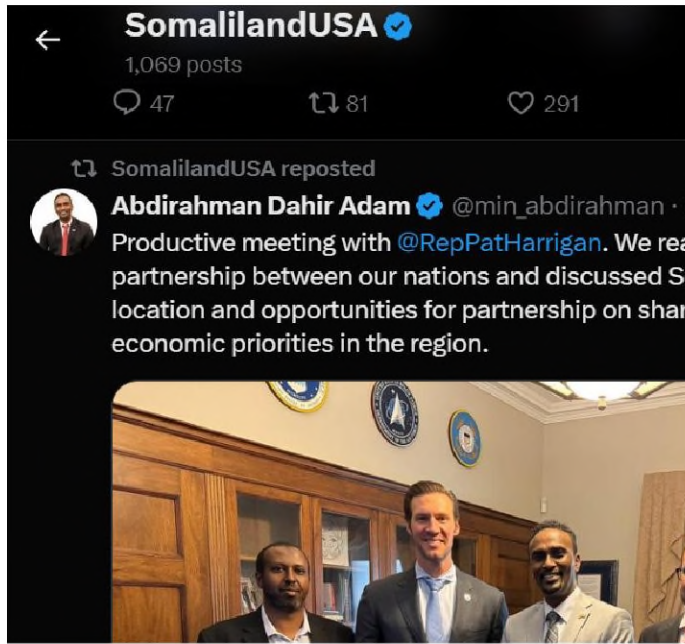 SomalilandUSA
1,069 posts
47 81 291
SomalilandUSA reposted
Abdirahman Dahir Adam @min_abdirahman ·
Productive meeting with @RepPatHarrigan. We rea
partnership between our nations and discussed S
location and opportunities for partnership on shar
economic priorities in the region.